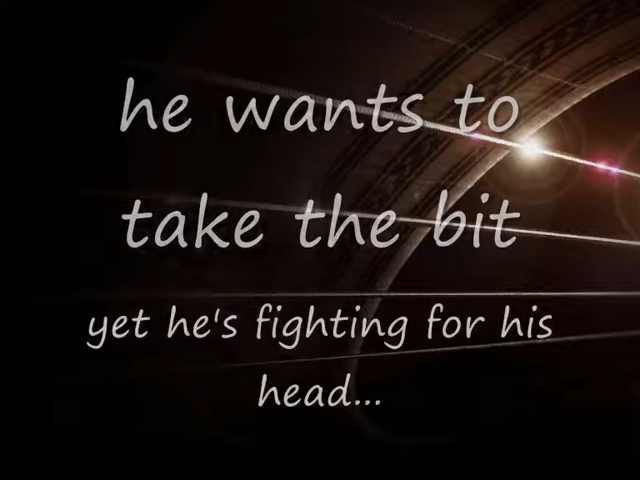 he wants to
take the bit
yet he's fighting for his
head...